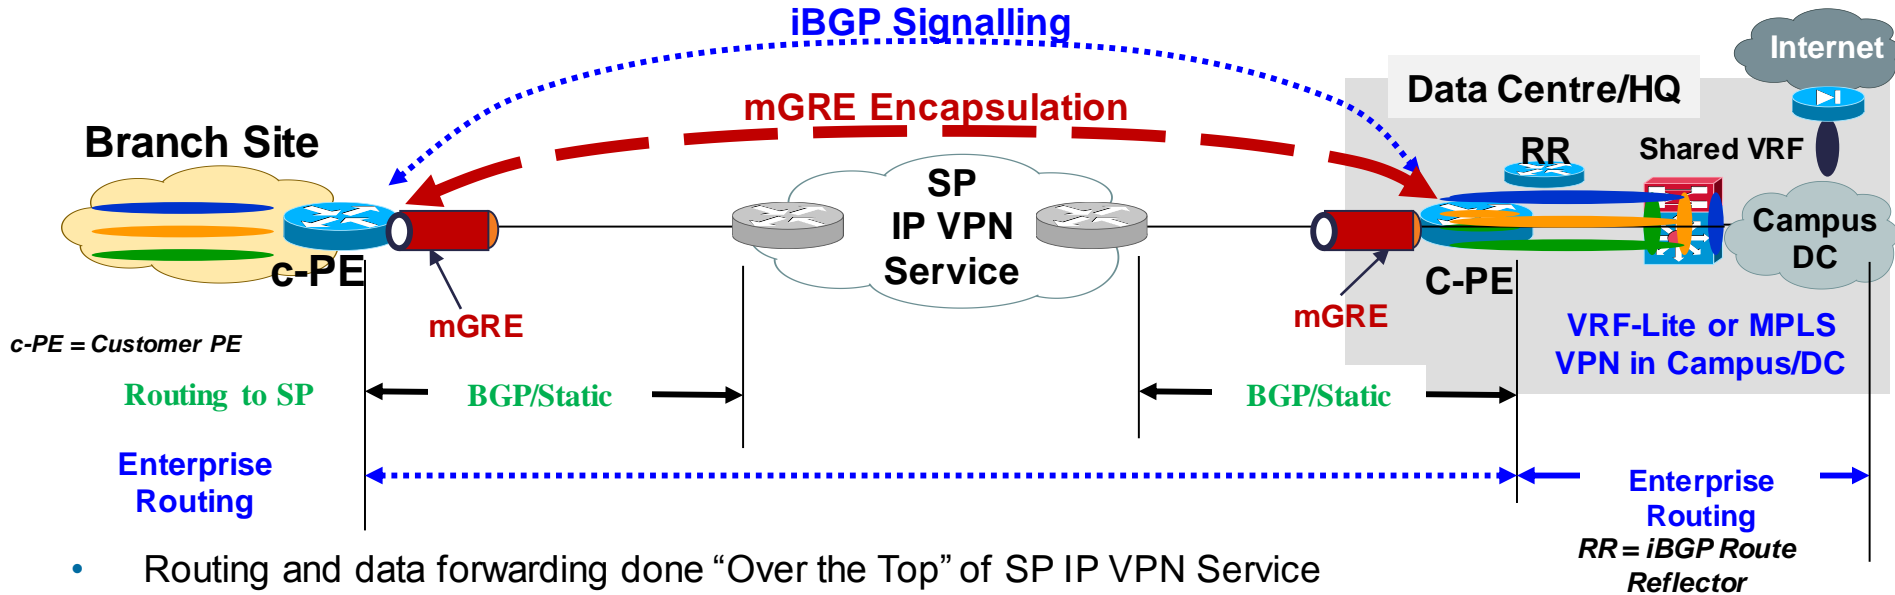 iBGP Signalling
Internet
Data Centre/HQ
mGRE Encapsulation
Branch Site
RR
Shared VRF
SP
IP VPN
Service
Campus
DC
c-PE
C-PE
mGRE
mGRE
c-PE = Customer PE
VRF-Lite or MPLS
VPN in Campus/DC
Routing to SP
BGP/Static
BGP/Static
Enterprise
Routing
Enterprise
Routing
RR = iBGP Route
Reflector
• Routing and data forwarding done “Over the Top” of SP IP VPN Service